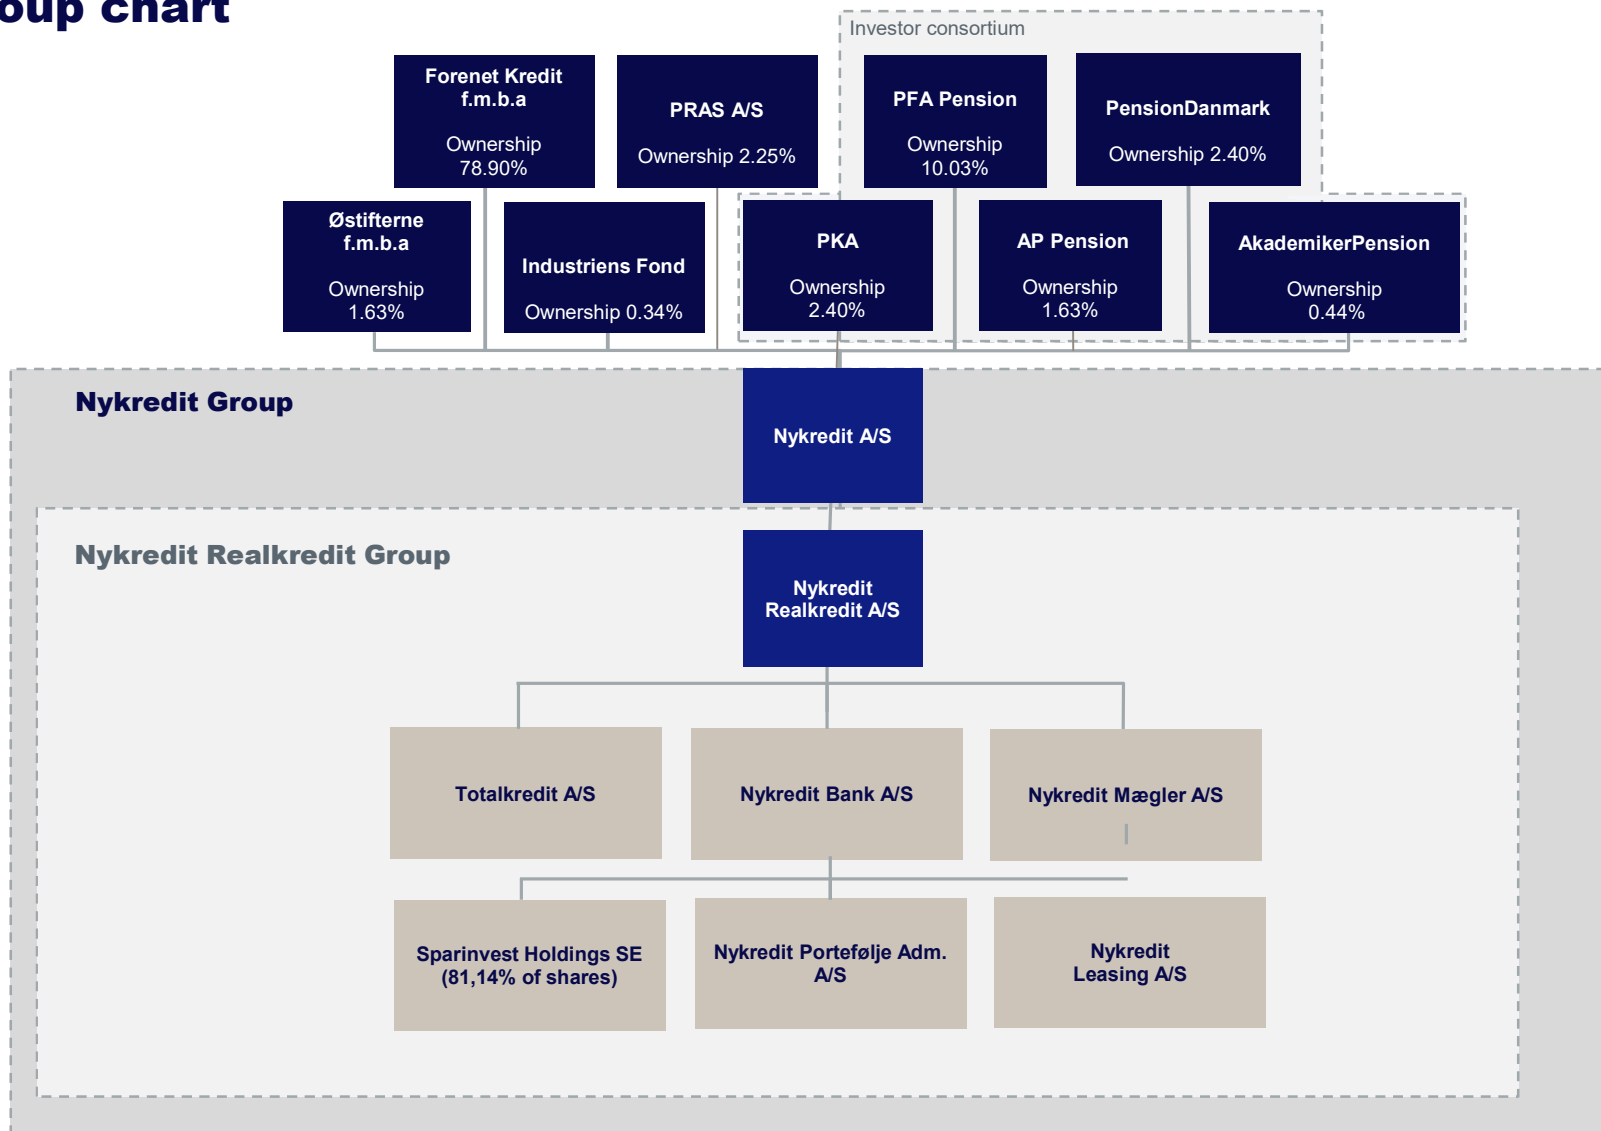 oup chart
Investor consortium
Forenet Kredit
f.m.b.a
Ownership
78.90%
PRAS A/S
Ownership 2.25%
PFA Pension
Ownership
10.03%
PensionDanmark
Ownership 2.40%
Østifterne
f.m.b.a
Ownership
1.63%
Industriens Fond
Ownership 0.34%
PKA
Ownership
2.40%
AP Pension
Ownership
1.63%
AkademikerPension
Ownership
0.44%
Nykredit Group
Nykredit A/S
Nykredit Realkredit Group
Nykredit
Realkredit A/S
Totalkredit A/S
Nykredit Bank A/S
Nykredit Mægler A/S
Sparinvest Holdings SE
(81,14% of shares)
Nykredit Portefølje Adm.
A/S
Nykredit
Leasing A/S